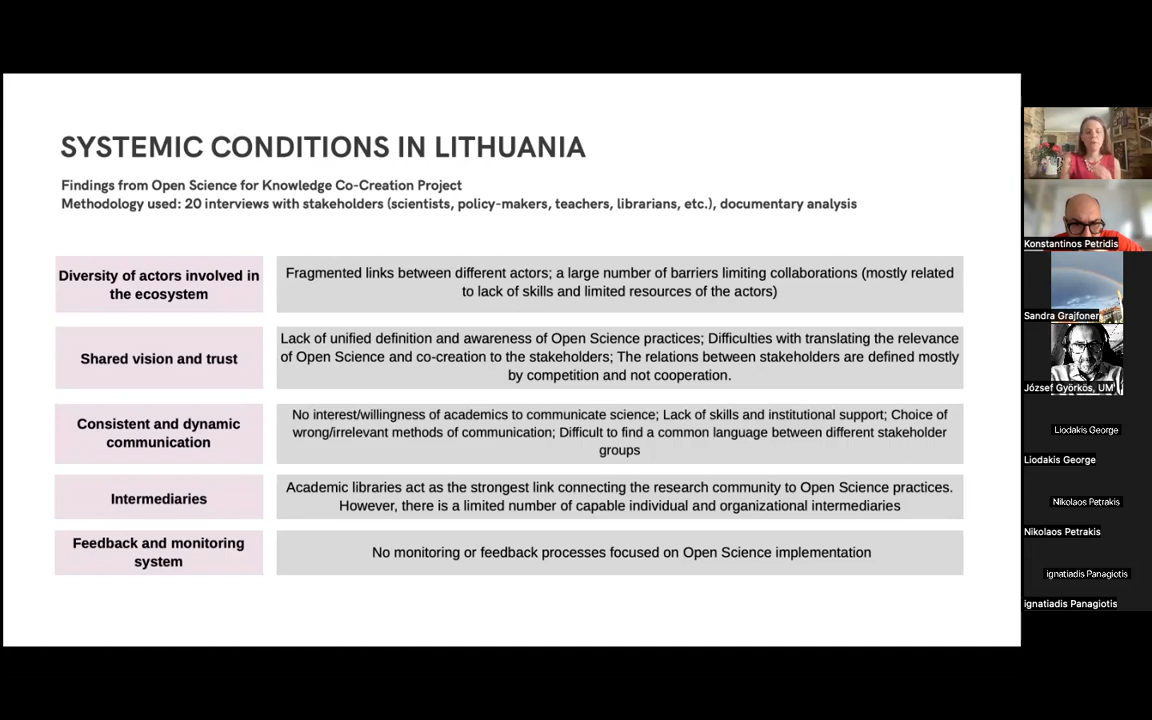 SYSTEMIC CONDITIONS IN LITHUANIA
Findings from Open Science for Knowledge Co-Creation Project
Methodology used: 20 interviews with stakeholders (scientists, policy-makers, teachers, librarians, etc.), documentary analysis
Diversity of actors involved in
the ecosystem
Fragmented links between different actors; a large number of barriers limiting collaborations (mostly related
to lack of skills and limited resources of the actors)
Shared vision and trust
Lack of unified definition and awareness of Open Science practices; Difficulties with translating the relevance
of Open Science and co-creation to the stakeholders; The relations between stakeholders are defined mostly
by competition and not cooperation.
Consistent and dynamic
communication
No interest/willingness of academics to communicate science; Lack of skills and institutional support; Choice of
wrong/irrelevant methods of communication; Difficult to find a common language between different stakeholder
groups
Intermediaries
Academic libraries act as the strongest link connecting the research community to Open Science practices.
However, there is a limited number of capable individual and organizational intermediaries
Feedback and monitoring
system
No monitoring or feedback processes focused on Open Science implementation
Konstantinos Petridis
Sandra Grajfoner
József Györkös, UM
Liodakis George
Liodakis George
Nikolaos Petrakis
Nikolaos Petrakis
ignatiadis Panagiotis
ignatiadis Panagiotis